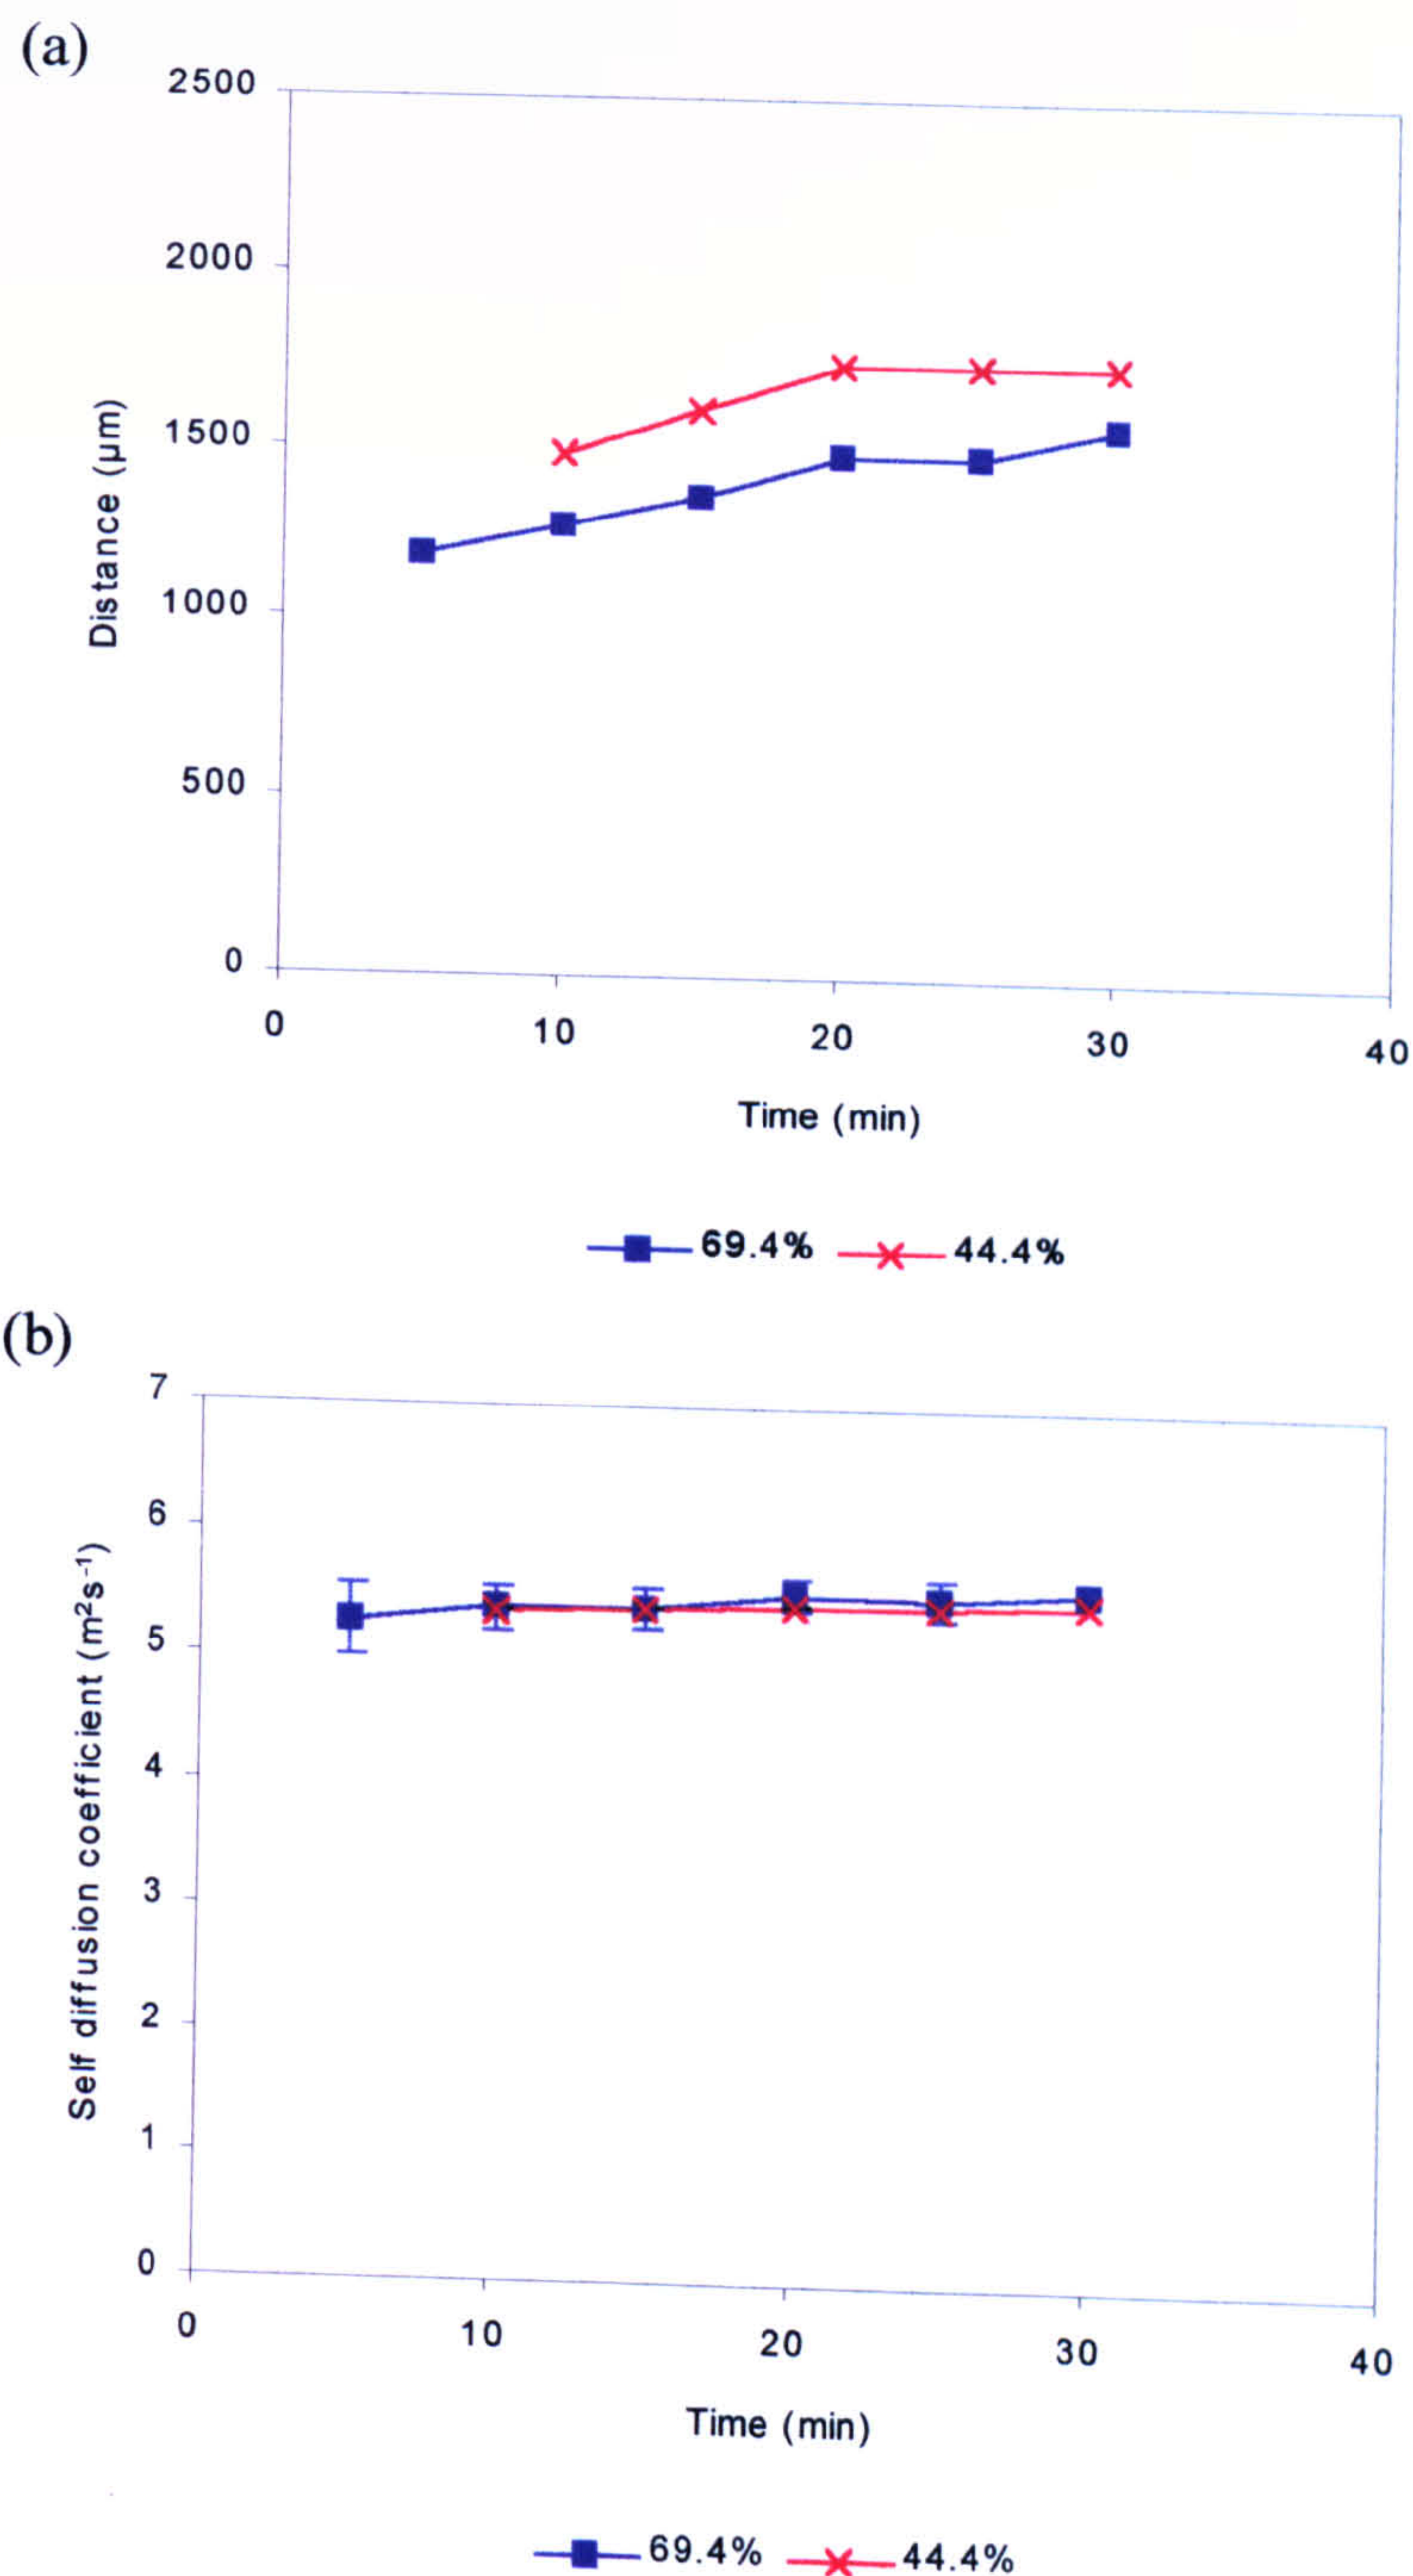 (a)
2500
2000
1500
1000
500
0
Distance (µm)
0 10 20 30 40
Time (min)
69.4% 44.4%
(b)
7
6
5
4
3
2
1
0
Self diffusion coefficient (m²s⁻¹)
0 10 20 30 40
Time (min)
69.4% 44.4%